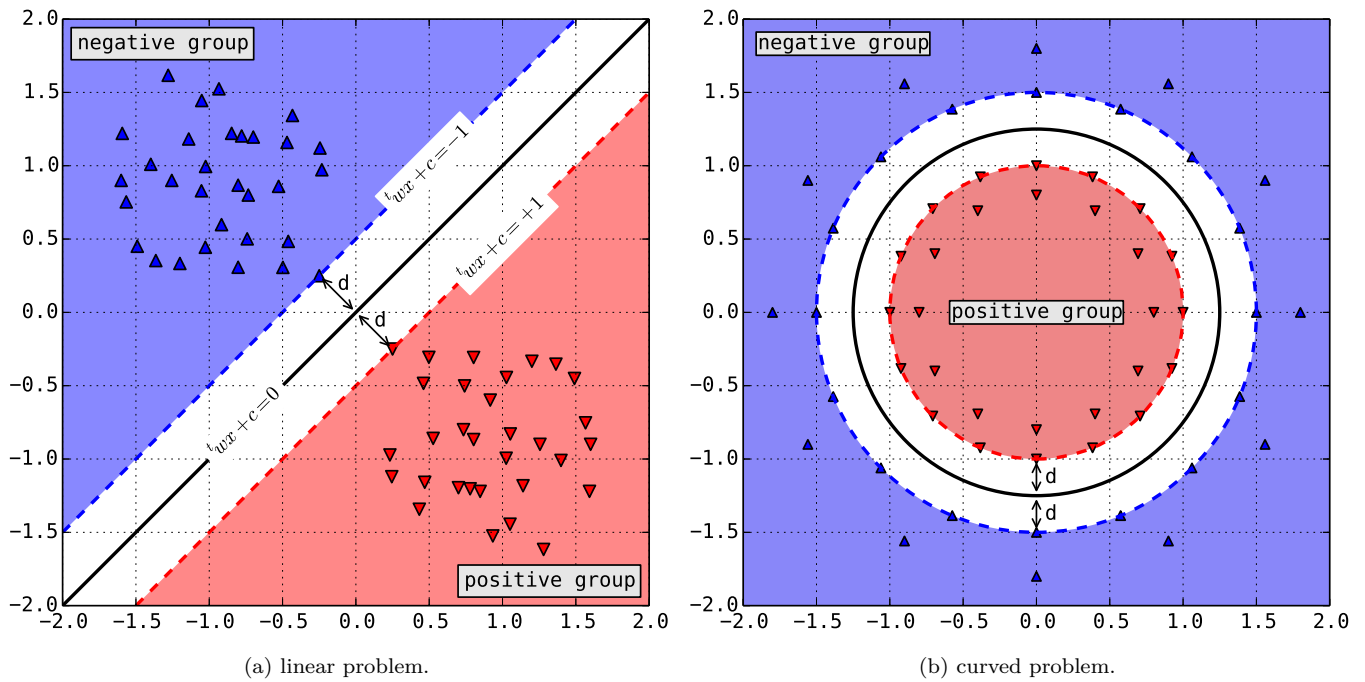 2.0
1.5
1.0
0.5
0.0
−0.5
−1.0
−1.5
−2.0
−2.0 −1.5 −1.0 −0.5 0.0 0.5 1.0 1.5 2.0
negative group
ᵗwx+c=−1
ᵗwx+c=+1
d
d
ᵗwx+c=0
positive group
(a) linear problem.
2.0
1.5
1.0
0.5
0.0
−0.5
−1.0
−1.5
−2.0
−2.0 −1.5 −1.0 −0.5 0.0 0.5 1.0 1.5 2.0
negative group
positive group
d
d
(b) curved problem.